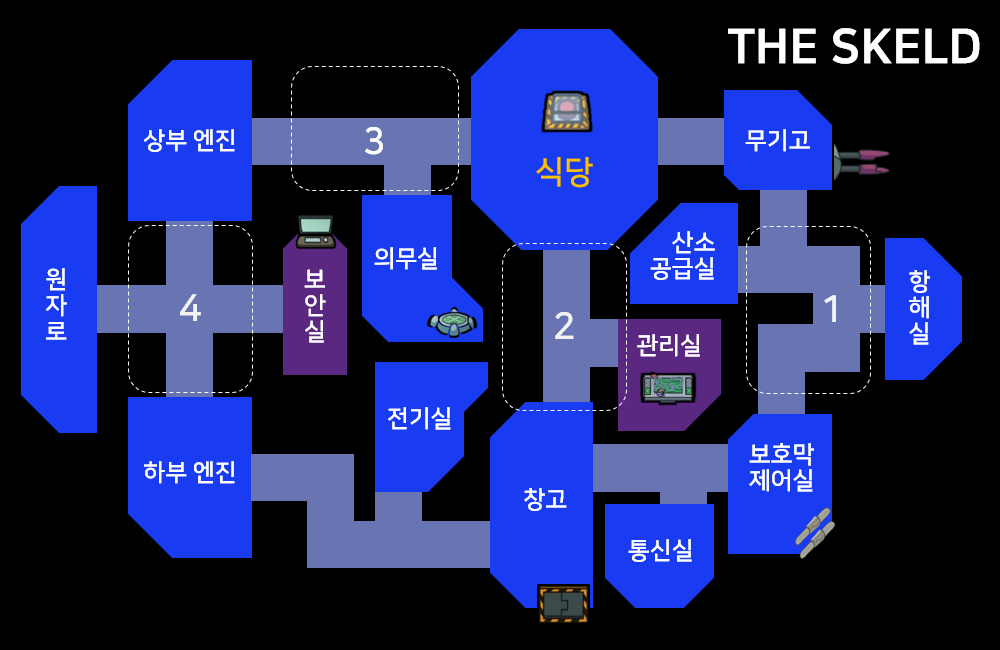 THE SKELD
상부 엔진
3
식당
무기고
원
자
로
4
보
안
실
의무실
2
산소
공급실
1
항
해
실
관리실
전기실
하부 엔진
창고
보호막
제어실
통신실